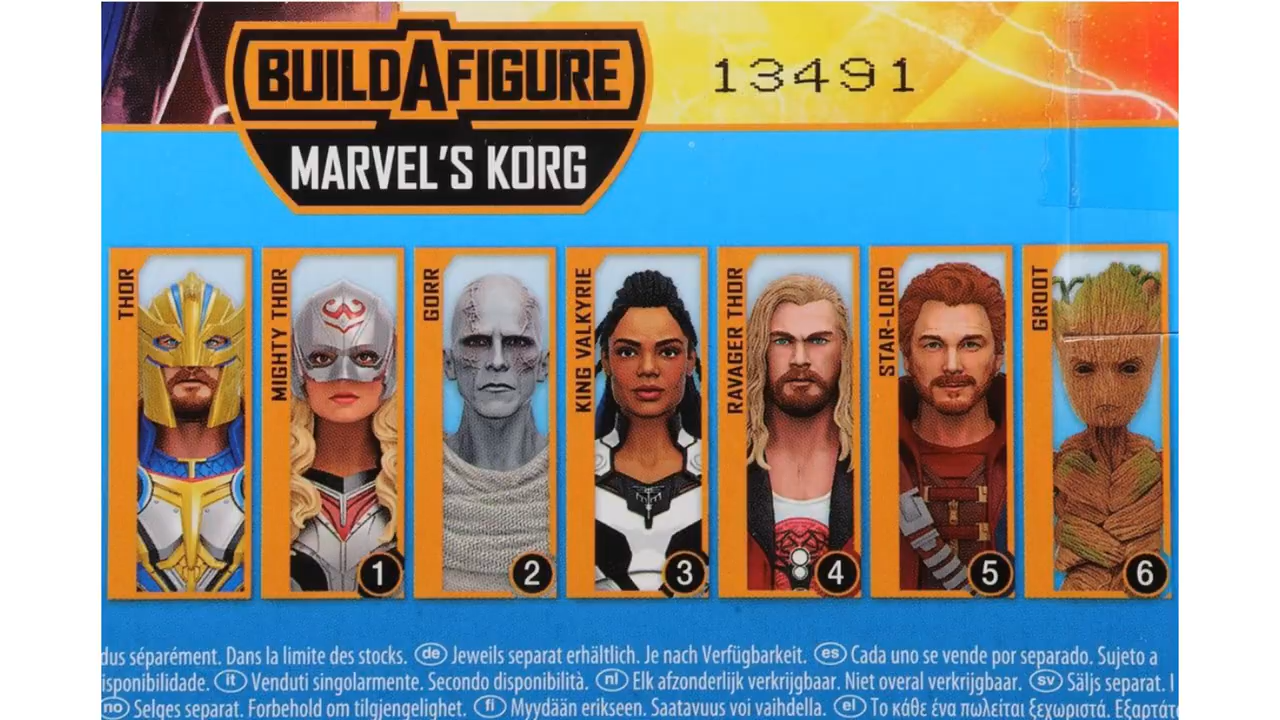 BUILDAFIGURE
13491
MARVEL'S KORG
THOR
MIGHTY THOR
GORR
KING VALKYRIE
RAVAGER THOR
STAR-LORD
GROOT
1
2
3
4
5
6
dus séparément. Dans la limite des stocks. de Jeweils separat erhältlich. Je nach Verfügbarkeit. es Cada uno se vende por separado. Sujeto a
isponibilidade. it Venduti singolarmente. Secondo disponibilità. nl Elk afzonderlijk verkrijgbaar. Niet overal verkrijgbaar. sv Säljs separat. I
no Selges separat. Forbehold om tilgjengelighet. fi Myydään erikseen. Saatavuus voi vaihdella. el Το κάθε ένα πωλείται ξεχωριστά. Εξαρτάτ